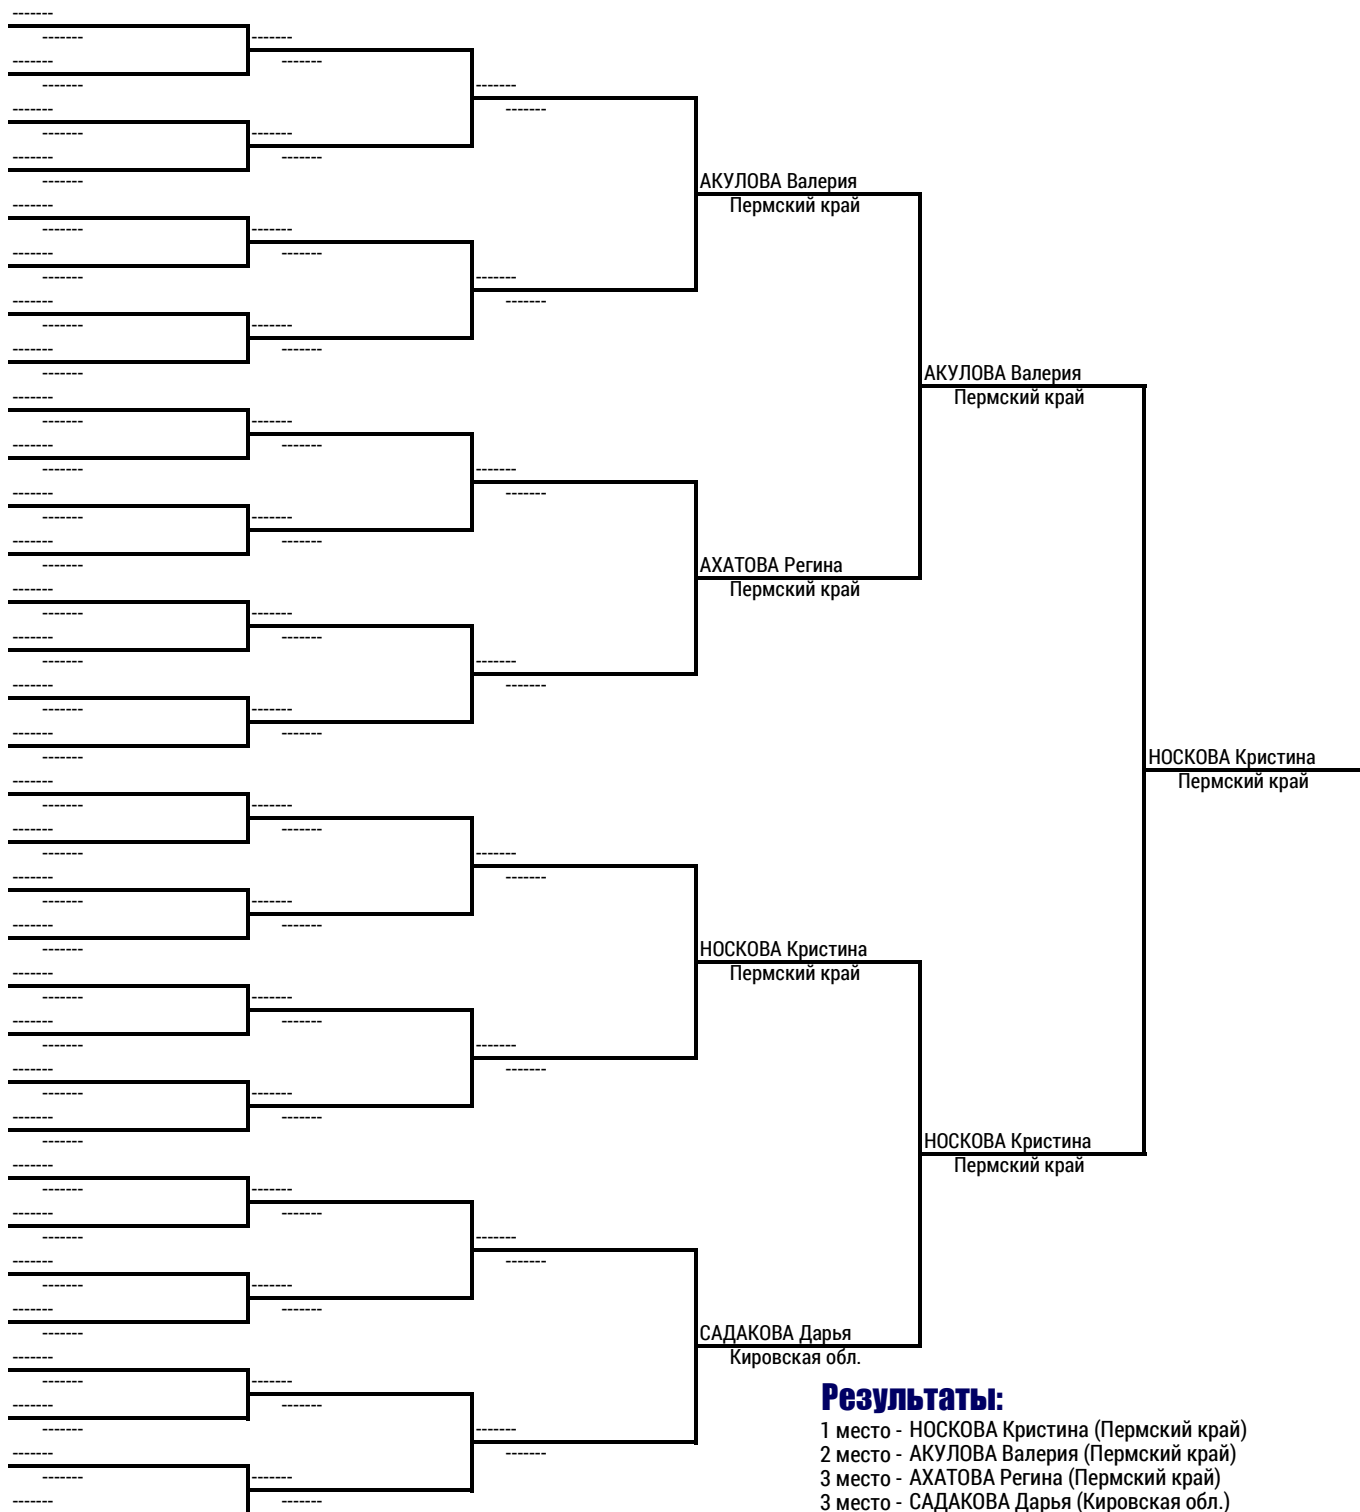 АКУЛОВА Валерия
Пермский край
АКУЛОВА Валерия
Пермский край
АХАТОВА Регина
Пермский край
НОСКОВА Кристина
Пермский край
НОСКОВА Кристина
Пермский край
НОСКОВА Кристина
Пермский край
САДАКОВА Дарья
Кировская обл.
Результаты:
1 место - НОСКОВА Кристина (Пермский край)
2 место - АКУЛОВА Валерия (Пермский край)
3 место - АХАТОВА Регина (Пермский край)
3 место - САДАКОВА Дарья (Кировская обл.)